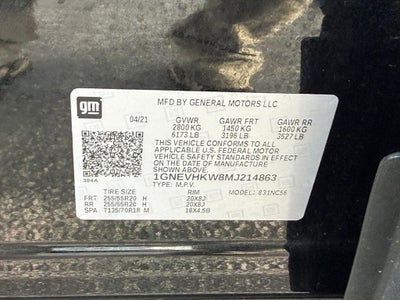 gm
MFD BY GENERAL MOTORS LLC
04/21 GVWR GAWR FRT GAWR RR
2800 KG 1450 KG 1600 KG
6173 LB 3196 LB 3527 LB
THIS VEHICLE CONFORMS TO ALL
APPLICABLE U.S. FEDERAL MOTOR
VEHICLE SAFETY STANDARDS IN EFFECT
ON THE DATE OF MANUFACTURE SHOWN ABOVE.
1GNEVHKW8MJ214863
384A TYPE: M.P.V. MODEL: 831NC56
TIRE SIZE RIM
FRT 255/55R20 H 20X8J
RR 255/55R20 H 20X8J
SPA T135/70R18 M 18X4.5B